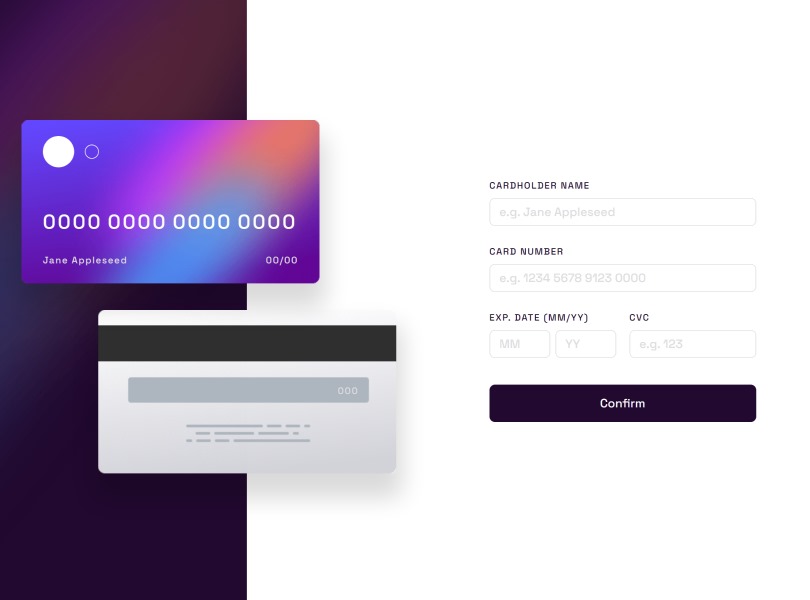 0000 0000 0000 0000
Jane Appleseed 00/00
000
CARDHOLDER NAME
e.g. Jane Appleseed
CARD NUMBER
e.g. 1234 5678 9123 0000
EXP. DATE (MM/YY) CVC
MM YY e.g. 123
Confirm